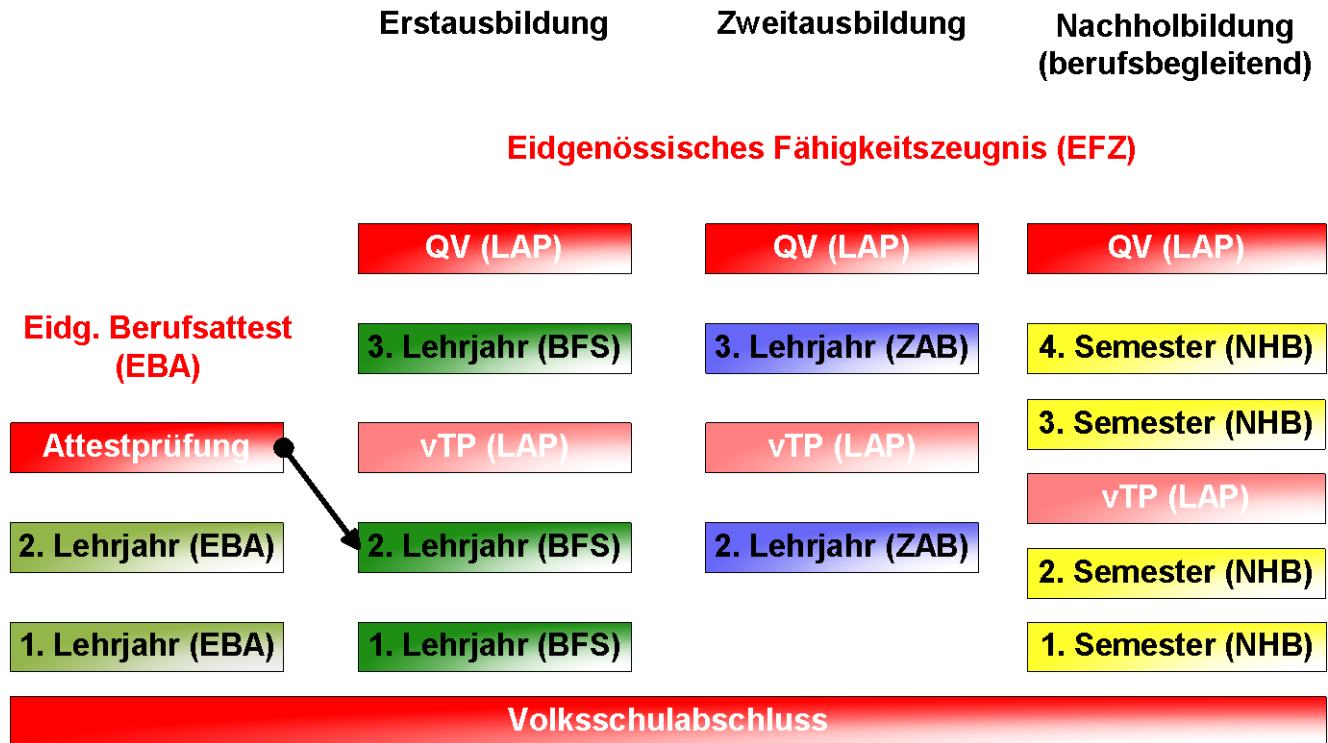 Erstausbildung
Zweitausbildung
Nachholbildung
(berufsbegleitend)
Eidgenössisches Fähigkeitszeugnis (EFZ)
QV (LAP)
QV (LAP)
QV (LAP)
Eidg. Berufsattest
(EBA)
3. Lehrjahr (BFS)
3. Lehrjahr (ZAB)
4. Semester (NHB)
3. Semester (NHB)
Attestprüfung
vTP (LAP)
vTP (LAP)
vTP (LAP)
2. Lehrjahr (EBA)
2. Lehrjahr (BFS)
2. Lehrjahr (ZAB)
2. Semester (NHB)
1. Lehrjahr (EBA)
1. Lehrjahr (BFS)
1. Semester (NHB)
Volksschulabschluss